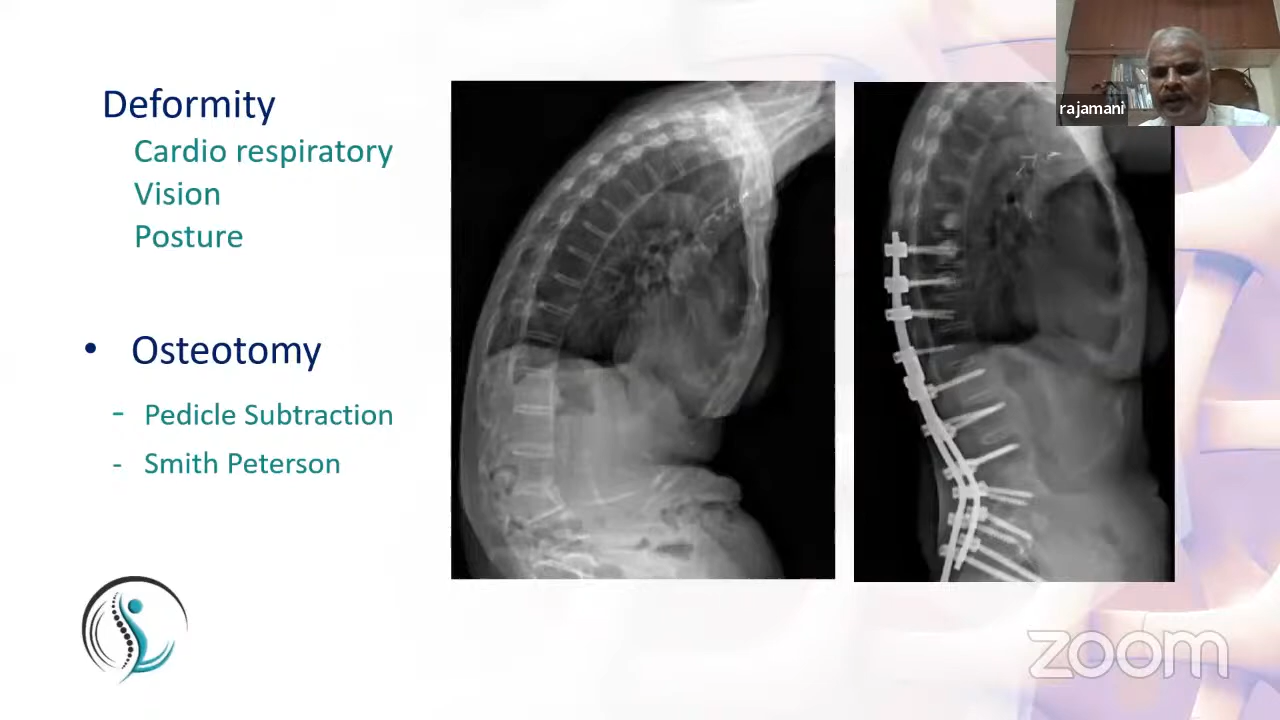 Deformity
Cardio respiratory
Vision
Posture
• Osteotomy
- Pedicle Subtraction
- Smith Peterson
rajamani
zoom